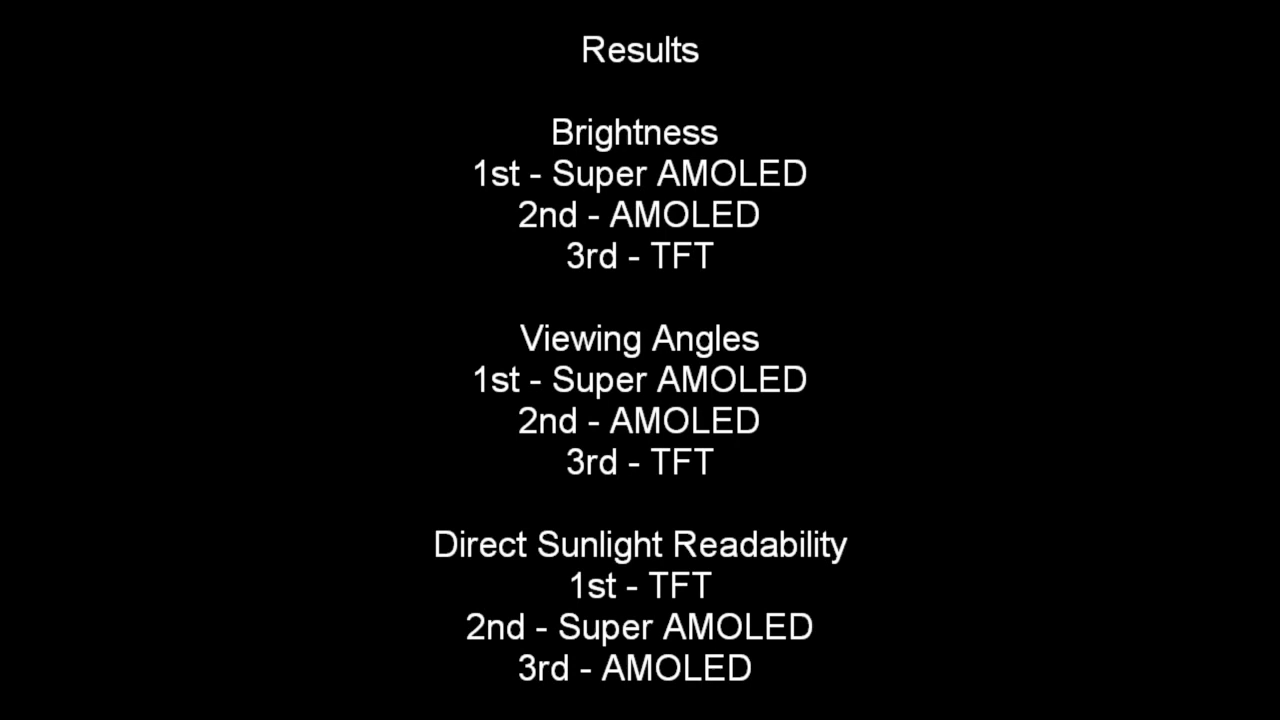 Results
Brightness
1st - Super AMOLED
2nd - AMOLED
3rd - TFT
Viewing Angles
1st - Super AMOLED
2nd - AMOLED
3rd - TFT
Direct Sunlight Readability
1st - TFT
2nd - Super AMOLED
3rd - AMOLED